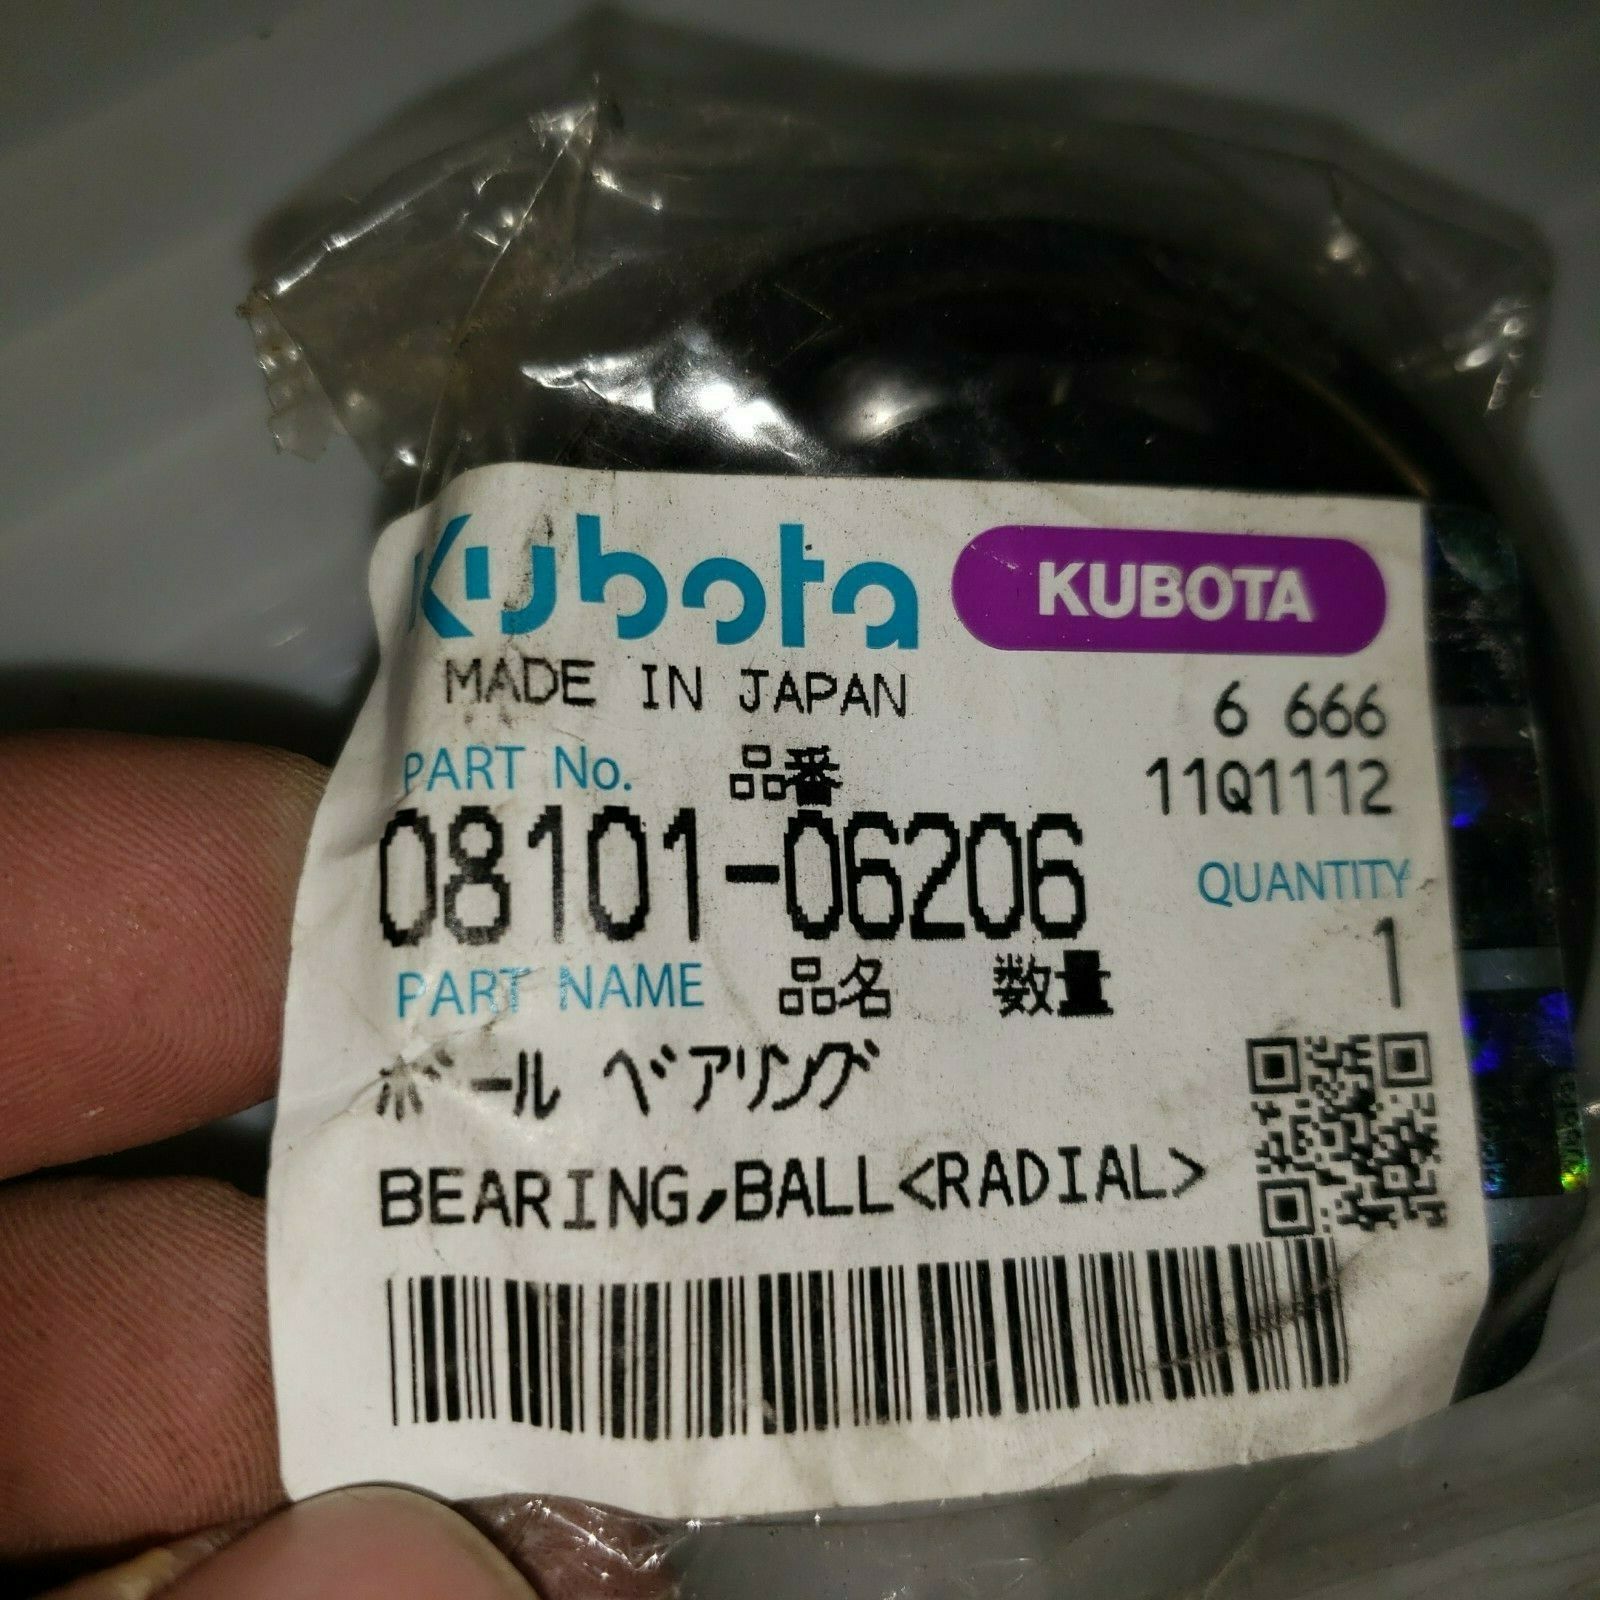 Kubota KUBOTA
MADE IN JAPAN
6 666
PART No. 品番
11Q1112
08101-06206
QUANTITY
1
PART NAME 品名 数量
ボール ベアリング
BEARING,BALL<RADIAL>